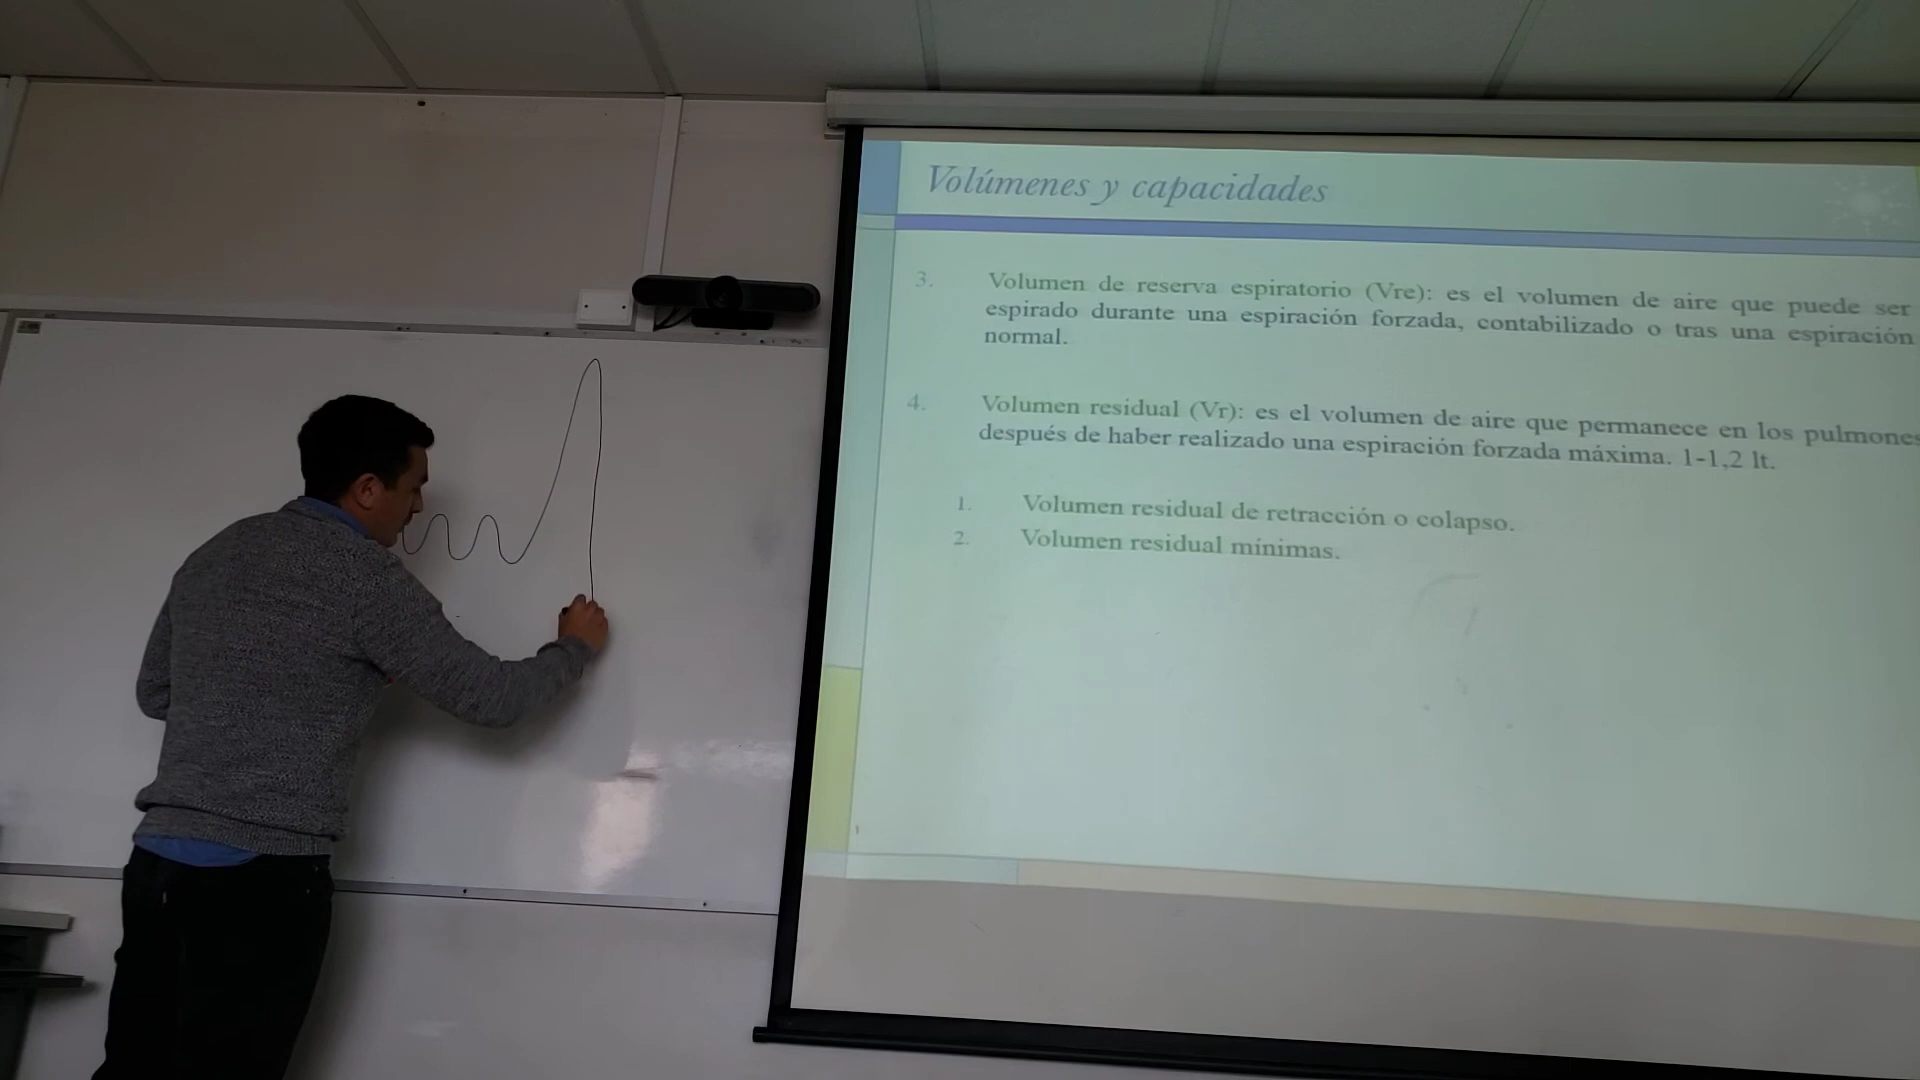 Volúmenes y capacidades
3. Volumen de reserva espiratorio (Vre): es el volumen de aire que puede ser
espirado durante una espiración forzada, contabilizado o tras una espiración
normal.
4. Volumen residual (Vr): es el volumen de aire que permanece en los pulmones
después de haber realizado una espiración forzada máxima. 1-1,2 lt.
1. Volumen residual de retracción o colapso.
2. Volumen residual mínimas.